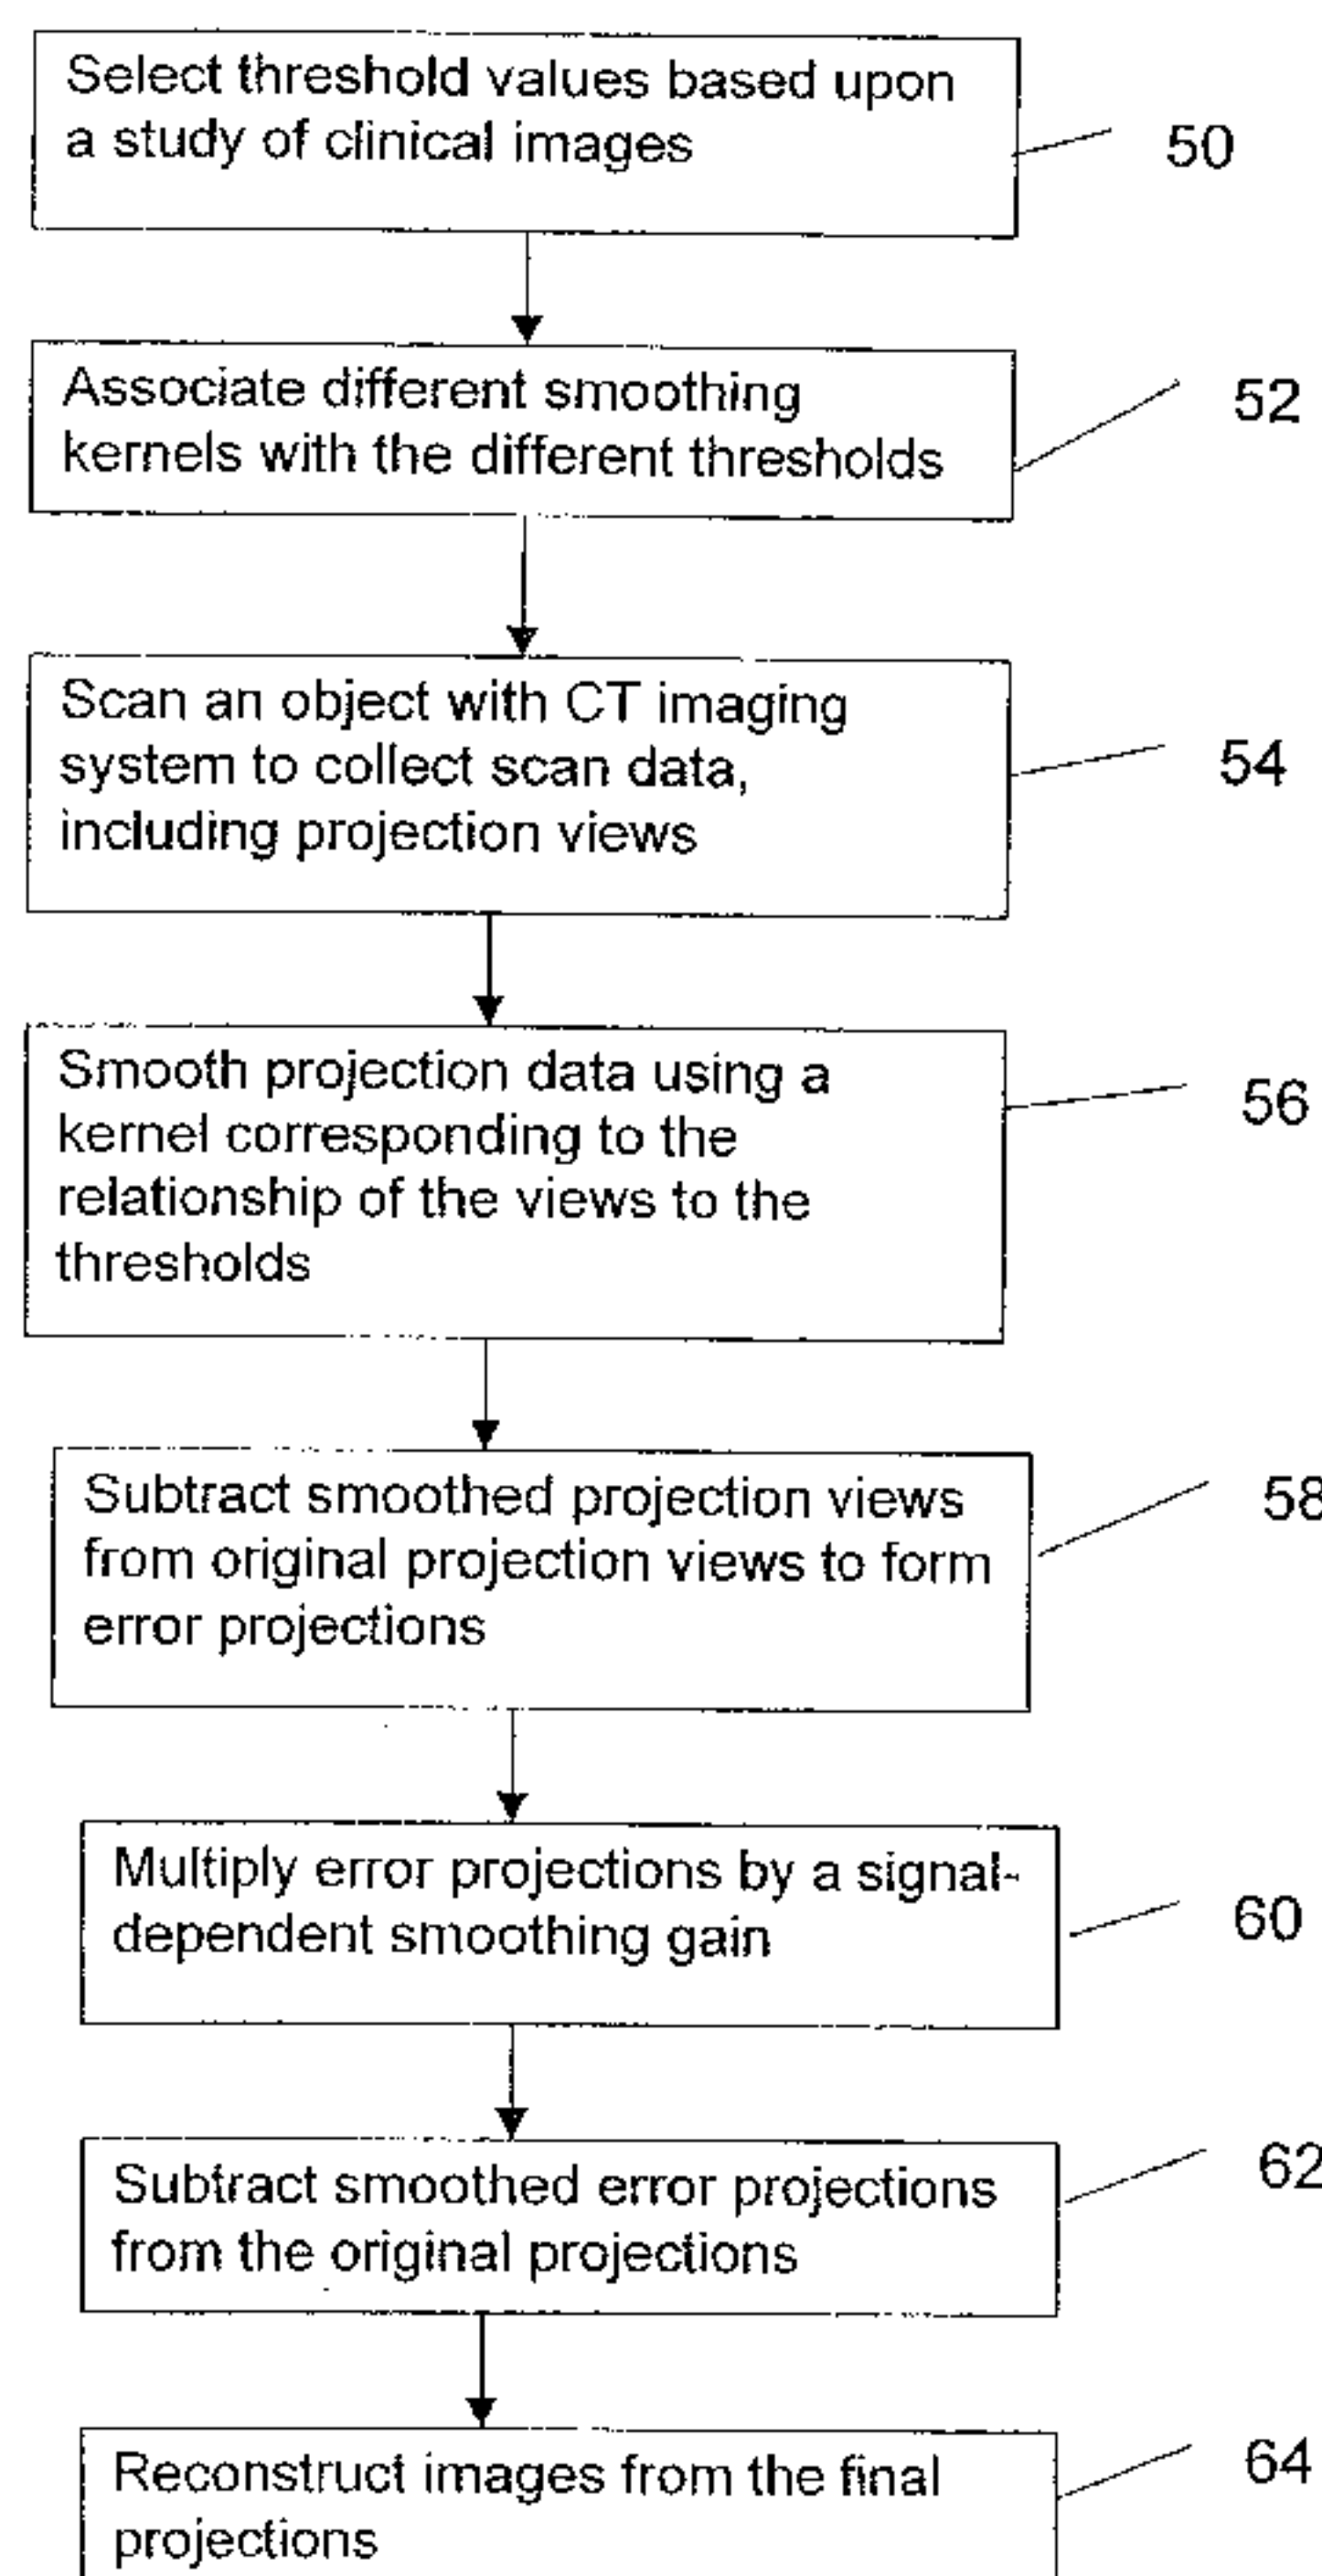 Select threshold values based upon
a study of clinical images
50
Associate different smoothing
kernels with the different thresholds
52
Scan an object with CT imaging
system to collect scan data,
including projection views
54
Smooth projection data using a
kernel corresponding to the
relationship of the views to the
thresholds
56
Subtract smoothed projection views
from original projection views to form
error projections
58
Multiply error projections by a signal-
dependent smoothing gain
60
Subtract smoothed error projections
from the original projections
62
Reconstruct images from the final
projections
64